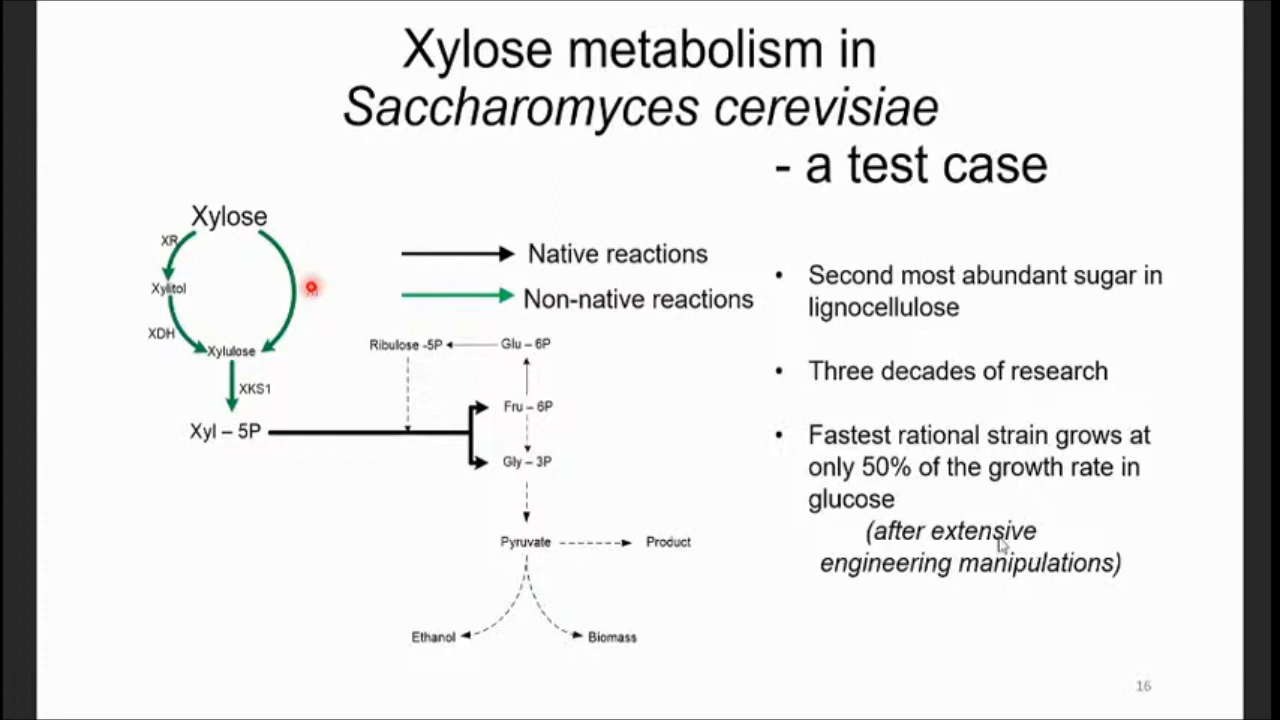 Xylose metabolism in
Saccharomyces cerevisiae
- a test case
Xylose
XR
Xylitol
XDH
Xylulose
XKS1
Xyl – 5P
Native reactions
Non-native reactions
Ribulose -5P
Glu – 6P
Fru – 6P
Gly – 3P
Pyruvate
Product
Ethanol
Biomass
• Second most abundant sugar in
lignocellulose
• Three decades of research
• Fastest rational strain grows at
only 50% of the growth rate in
glucose
(after extensive
engineering manipulations)
16